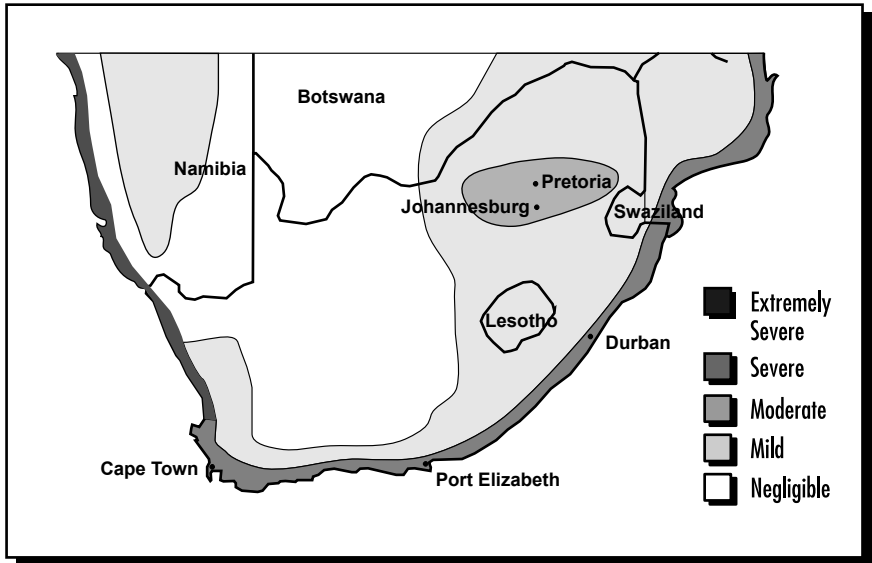 Botswana
Namibia
Pretoria
Johannesburg
Swaziland
Lesotho
Durban
Cape Town
Port Elizabeth
Extremely
Severe
Severe
Moderate
Mild
Negligible